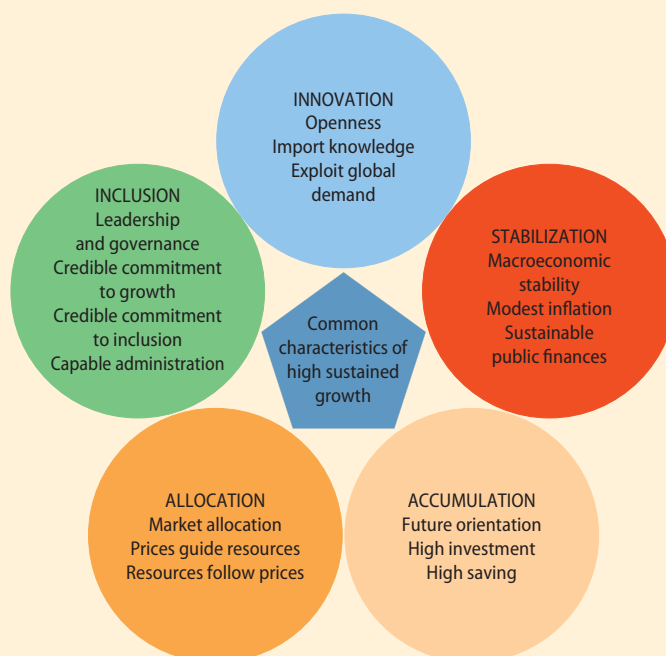 INNOVATION
Openness
Import knowledge
Exploit global
demand
INCLUSION
Leadership
and governance
Credible commitment
to growth
Credible commitment
to inclusion
Capable administration
STABILIZATION
Macroeconomic
stability
Modest inflation
Sustainable
public finances
Common
characteristics of
high sustained
growth
ALLOCATION
Market allocation
Prices guide resources
Resources follow prices
ACCUMULATION
Future orientation
High investment
High saving